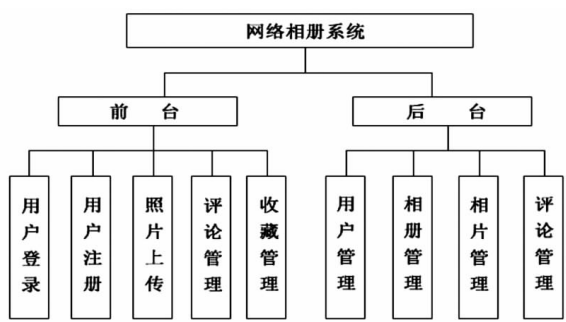 网络相册系统
前 台
后 台
用户登录
用户注册
照片上传
评论管理
收藏管理
用户管理
相册管理
相片管理
评论管理